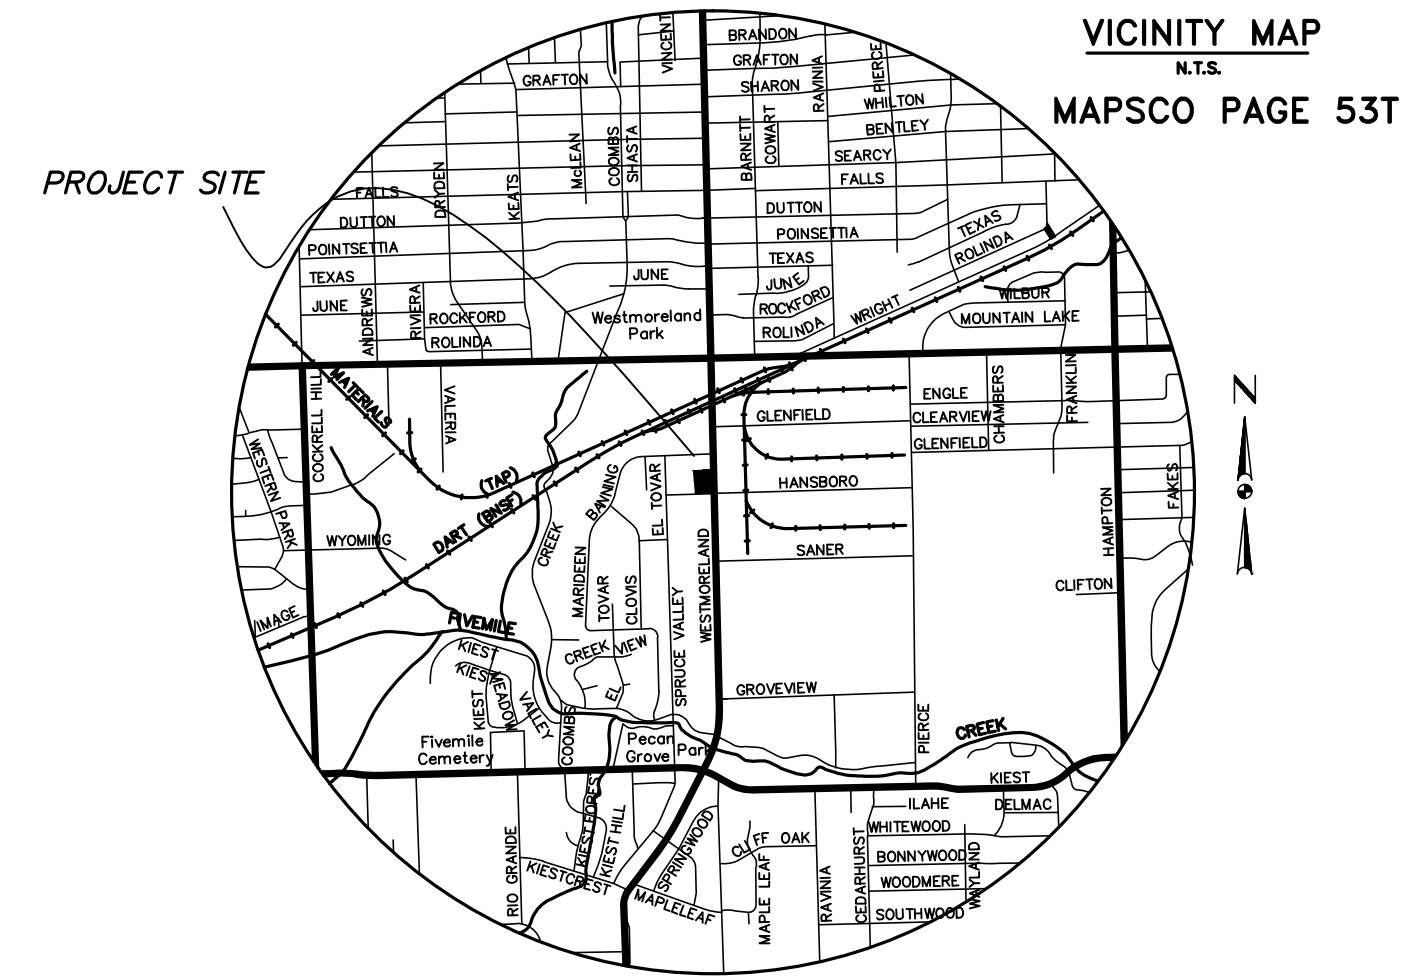 VICINITY MAP
N.T.S.
MAPSCO PAGE 53T
PROJECT SITE
VINCENT
BRANDON
GRAFTON
GRAFTON
SHARON
RAVINIA
PIERCE
WHILTON
BENTLEY
BARNETT
COWART
SEARCY
FALLS
McLEAN
COOMBS
SHASTA
DRYDEN
KEATS
FALLS
DUTTON
DUTTON
POINTSETTIA
POINSETTIA
TEXAS
ROLINDA
TEXAS
TEXAS
JUNE
JUNE
JUNE
ANDREWS
RIVIERA
ROCKFORD
ROLINDA
Westmoreland
Park
ROCKFORD
ROLINDA
WRIGHT
WILBUR
MOUNTAIN LAKE
MATERIALS
COCKRELL HILL
VALERIA
ENGLE
CHAMBERS
FRANKLIN
GLENFIELD
CLEARVIEW
GLENFIELD
WESTERN PARK
(TAP)
DART (BNSF)
BANNING
EL TOVAR
HANSBORO
HAMPTON
FAKES
WYOMING
CREEK
SANER
WESTMORELAND
MARIDEEN
TOVAR
CLOVIS
SPRUCE VALLEY
CLIFTON
IMAGE
FIVEMILE
KIEST
KIEST
CREEK VIEW
EL
KIEST
MEADOW
VALLEY
GROVEVIEW
COOMBS
PIERCE
CREEK
Fivemile
Cemetery
Pecan
Grove
Park
KIEST
ILAHE
DELMAC
WHITEWOOD
RIO GRANDE
KIEST FOREST
KIEST HILL
SPRINGWOOD
CLIFF OAK
CEDARHURST
BONNYWOOD
WAYLAND
WOODMERE
KIESTCREST
MAPLELEAF
MAPLE LEAF
RAVINIA
SOUTHWOOD
N